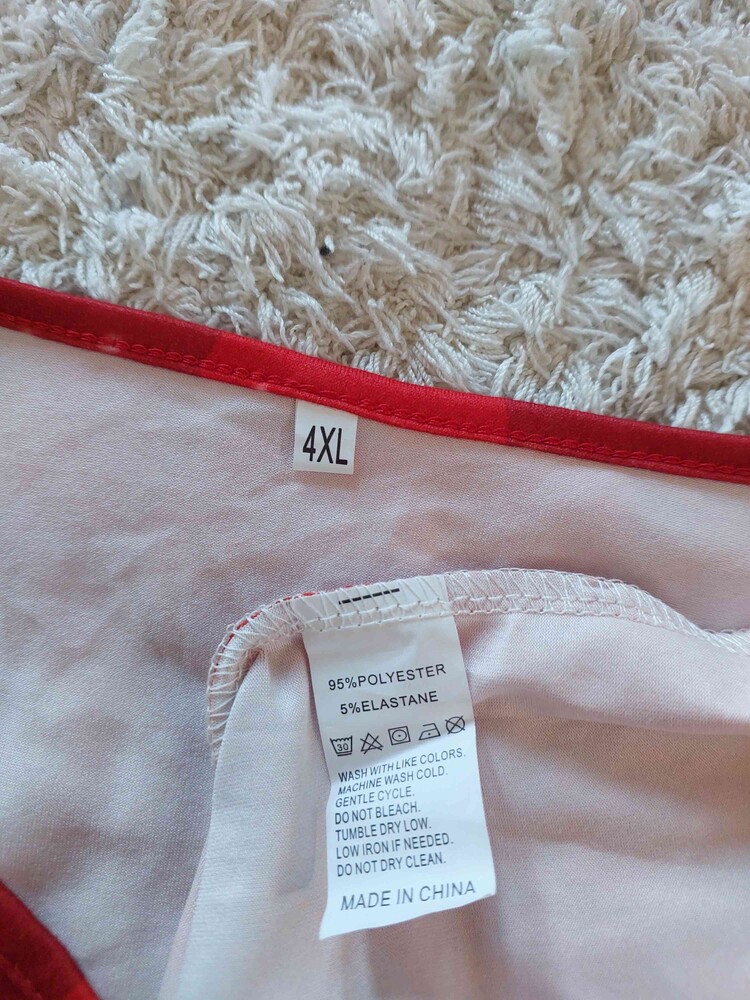 4XL
95%POLYESTER
5%ELASTANE
30
WASH WITH LIKE COLORS.
MACHINE WASH COLD.
GENTLE CYCLE.
DO NOT BLEACH.
TUMBLE DRY LOW.
LOW IRON IF NEEDED.
DO NOT DRY CLEAN.
MADE IN CHINA